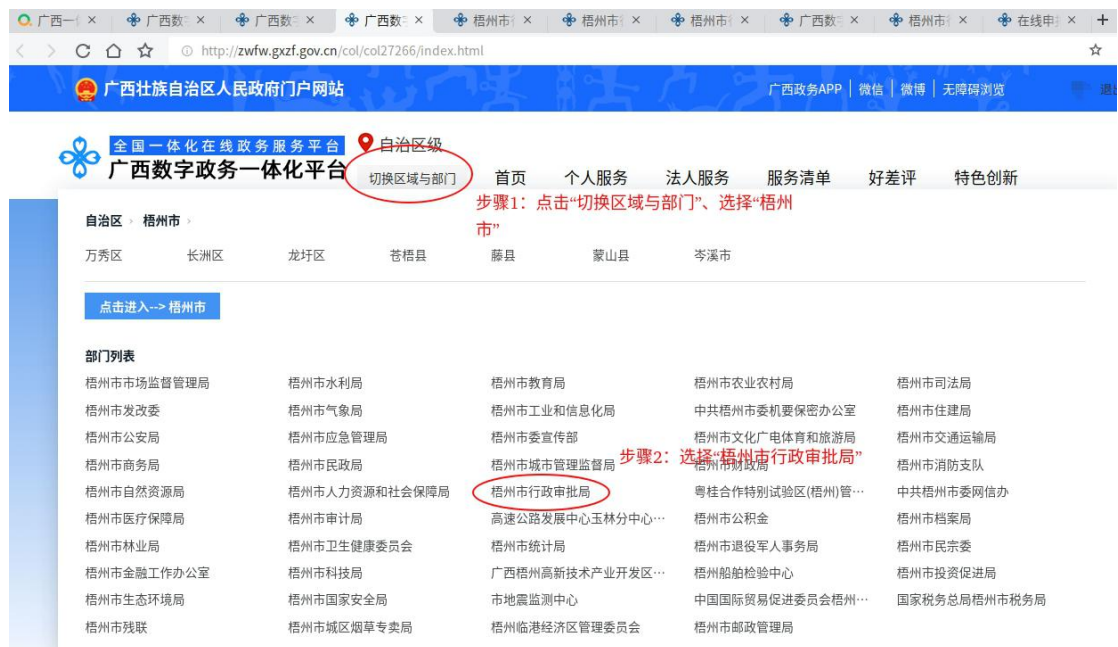 广西一亻 × 广西数 × 广西数 × 广西数 × 梧州市 × 梧州市 × 梧州市 × 广西数 × 梧州市 × 在线申 × +
http://zwfw.gxzf.gov.cn/col/col27266/index.html
广西壮族自治区人民政府门户网站 广西政务APP | 微信 | 微博 | 无障碍浏览
全国一体化在线政务服务平台 自治区级
广西数字政务一体化平台 切换区域与部门 首页 个人服务 法人服务 服务清单 好差评 特色创新
步骤1：点击“切换区域与部门”、选择“梧州
市”
自治区 › 梧州市 ›
万秀区 长洲区 龙圩区 苍梧县 藤县 蒙山县 岑溪市
点击进入--> 梧州市
部门列表
梧州市市场监督管理局 梧州市水利局 梧州市教育局 梧州市农业农村局 梧州市司法局
梧州市发改委 梧州市气象局 梧州市工业和信息化局 中共梧州市委机要保密办公室 梧州市住建局
梧州市公安局 梧州市应急管理局 梧州市委宣传部 梧州市文化广电体育和旅游局 梧州市交通运输局
步骤2：选择“梧州市行政审批局”
梧州市商务局 梧州市民政局 梧州市城市管理监督局 梧州市财政局 梧州市消防支队
梧州市自然资源局 梧州市人力资源和社会保障局 梧州市行政审批局 粤桂合作特别试验区(梧州)管… 中共梧州市委网信办
梧州市医疗保障局 梧州市审计局 高速公路发展中心玉林分中心… 梧州市公积金 梧州市档案局
梧州市林业局 梧州市卫生健康委员会 梧州市统计局 梧州市退役军人事务局 梧州市民宗委
梧州市金融工作办公室 梧州市科技局 广西梧州高新技术产业开发区… 梧州船舶检验中心 梧州市投资促进局
梧州市生态环境局 梧州市国家安全局 市地震监测中心 中国国际贸易促进委员会梧州… 国家税务总局梧州市税务局
梧州市残联 梧州市城区烟草专卖局 梧州临港经济区管理委员会 梧州市邮政管理局